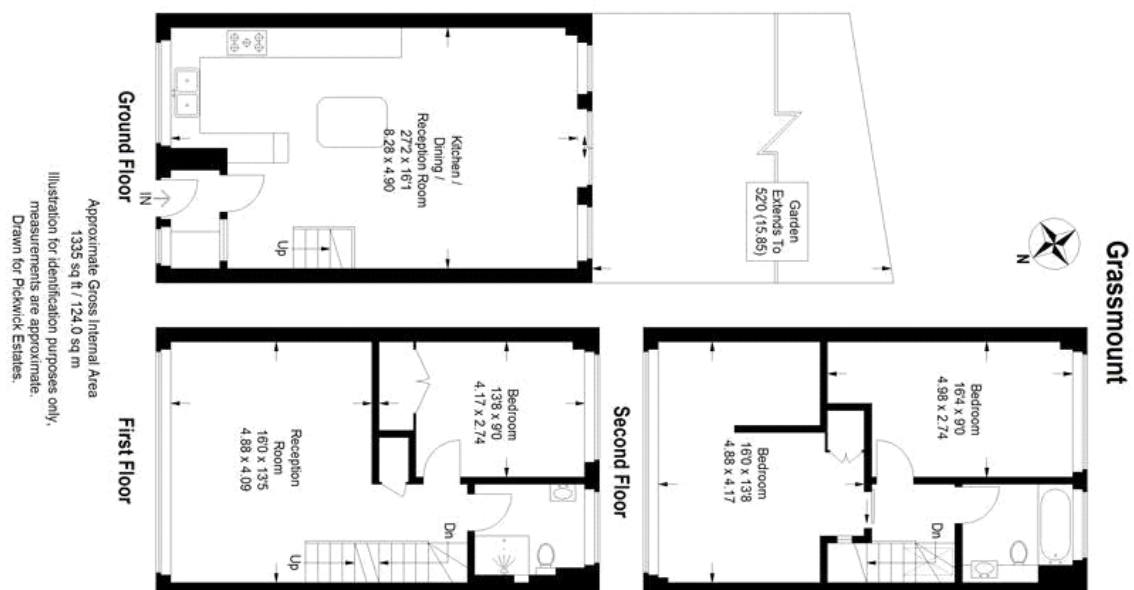 Grassmount
N
Garden
Extends To
52'0 (15.85)
Kitchen /
Dining /
Reception Room
27'2 x 16'1
8.28 x 4.90
Up
IN
Ground Floor
Bedroom
13'8 x 9'0
4.17 x 2.74
Reception
Room
16'0 x 13'5
4.88 x 4.09
Dn
Up
First Floor
Bedroom
16'4 x 9'0
4.98 x 2.74
Bedroom
16'0 x 13'8
4.88 x 4.17
Dn
Second Floor
Approximate Gross Internal Area
1335 sq ft / 124.0 sq m
Illustration for identification purposes only,
measurements are approximate.
Drawn for Pickwick Estates.